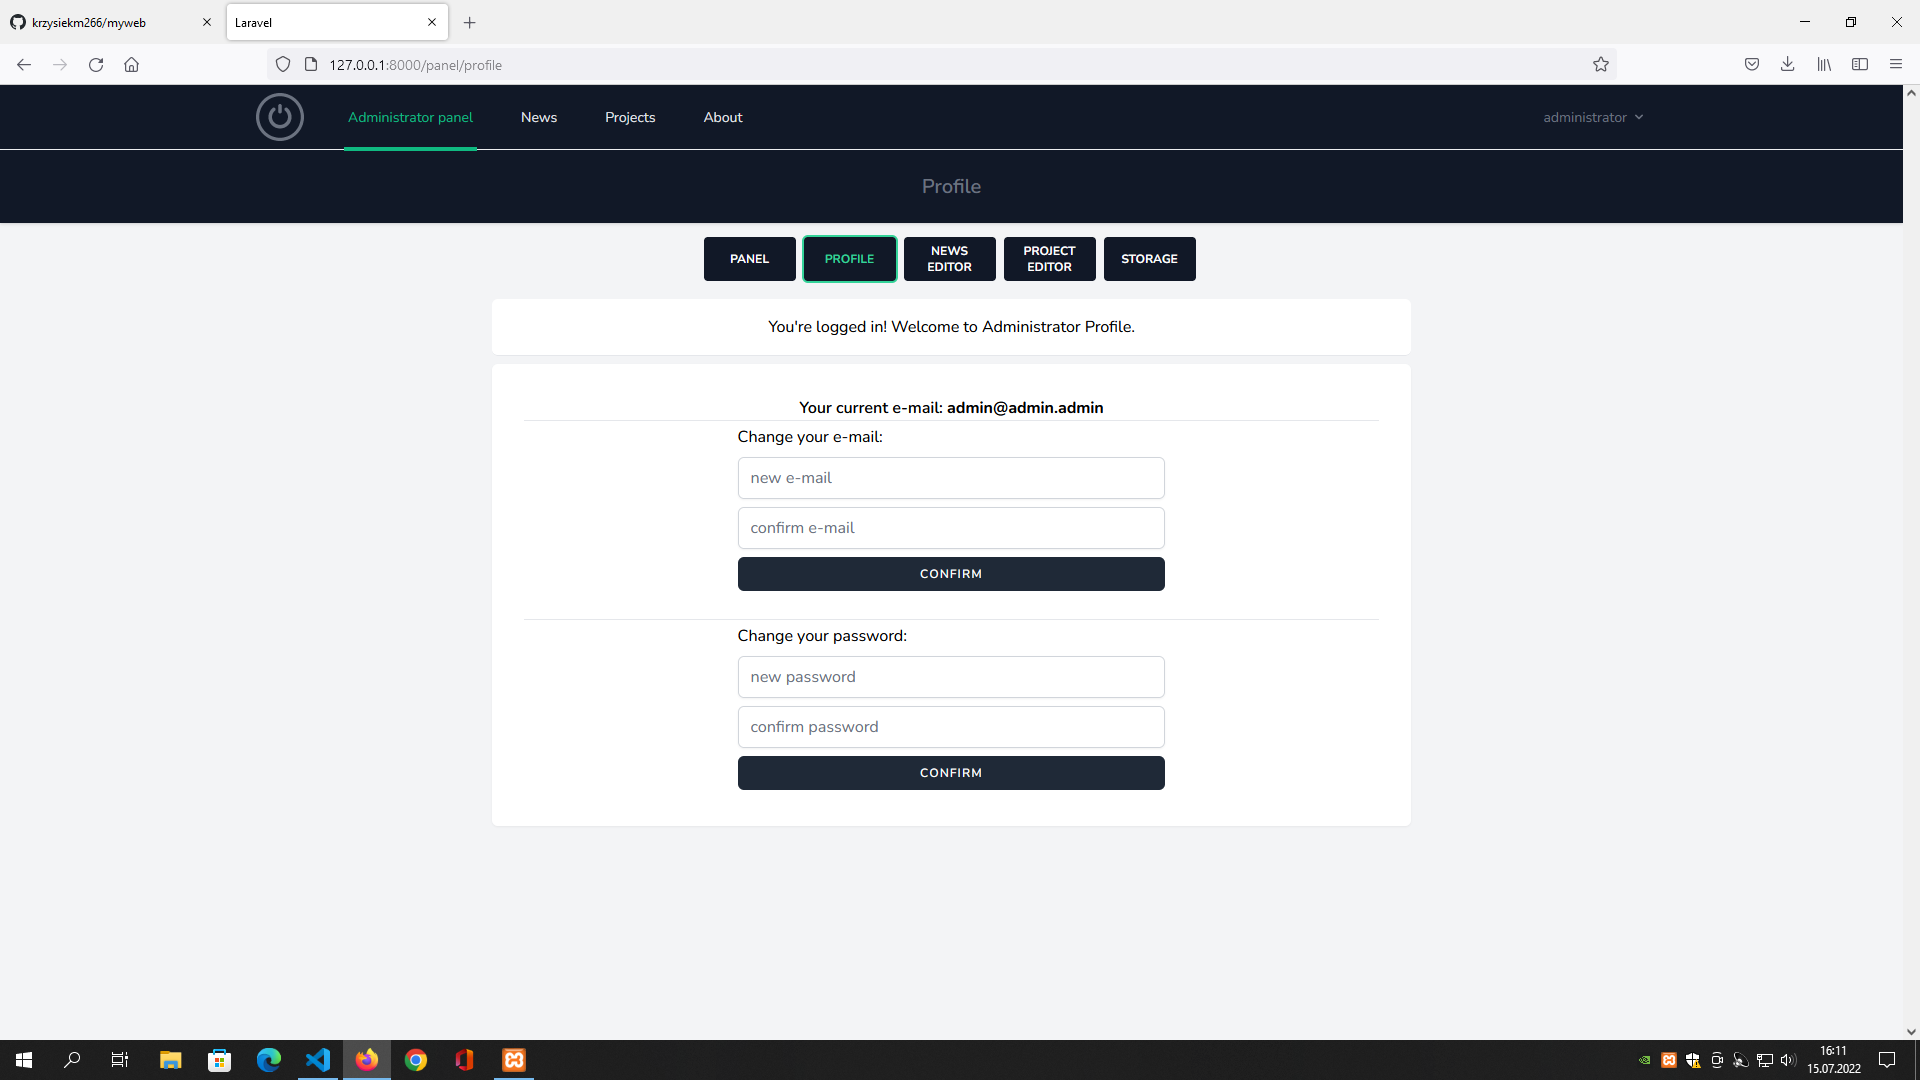 krzysiekm266/myweb
Laravel
127.0.0.1:8000/panel/profile
Administrator panel
News
Projects
About
administrator
Profile
PANEL
PROFILE
NEWS
EDITOR
PROJECT
EDITOR
STORAGE
You're logged in! Welcome to Administrator Profile.
Your current e-mail: admin@admin.admin
Change your e-mail:
new e-mail
confirm e-mail
CONFIRM
Change your password:
new password
confirm password
CONFIRM
16:11
15.07.2022